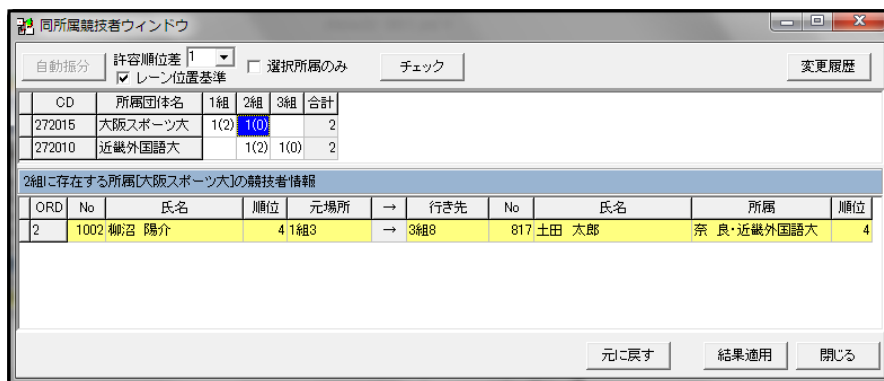 同所属競技者ウィンドウ
自動振分 許容順位差 1 選択所属のみ チェック 変更履歴
レーン位置基準
CD 所属団体名 1組 2組 3組 合計
272015 大阪スポーツ大 1(2) 1(0) 2
272010 近畿外国語大 1(2) 1(0) 2
2組に存在する所属[大阪スポーツ大]の競技者情報
ORD No 氏名 順位 元場所 → 行き先 No 氏名 所属 順位
2 1002 柳沼 陽介 4 1組3 → 3組8 817 土田 太郎 奈 良・近畿外国語大 4
元に戻す 結果適用 閉じる